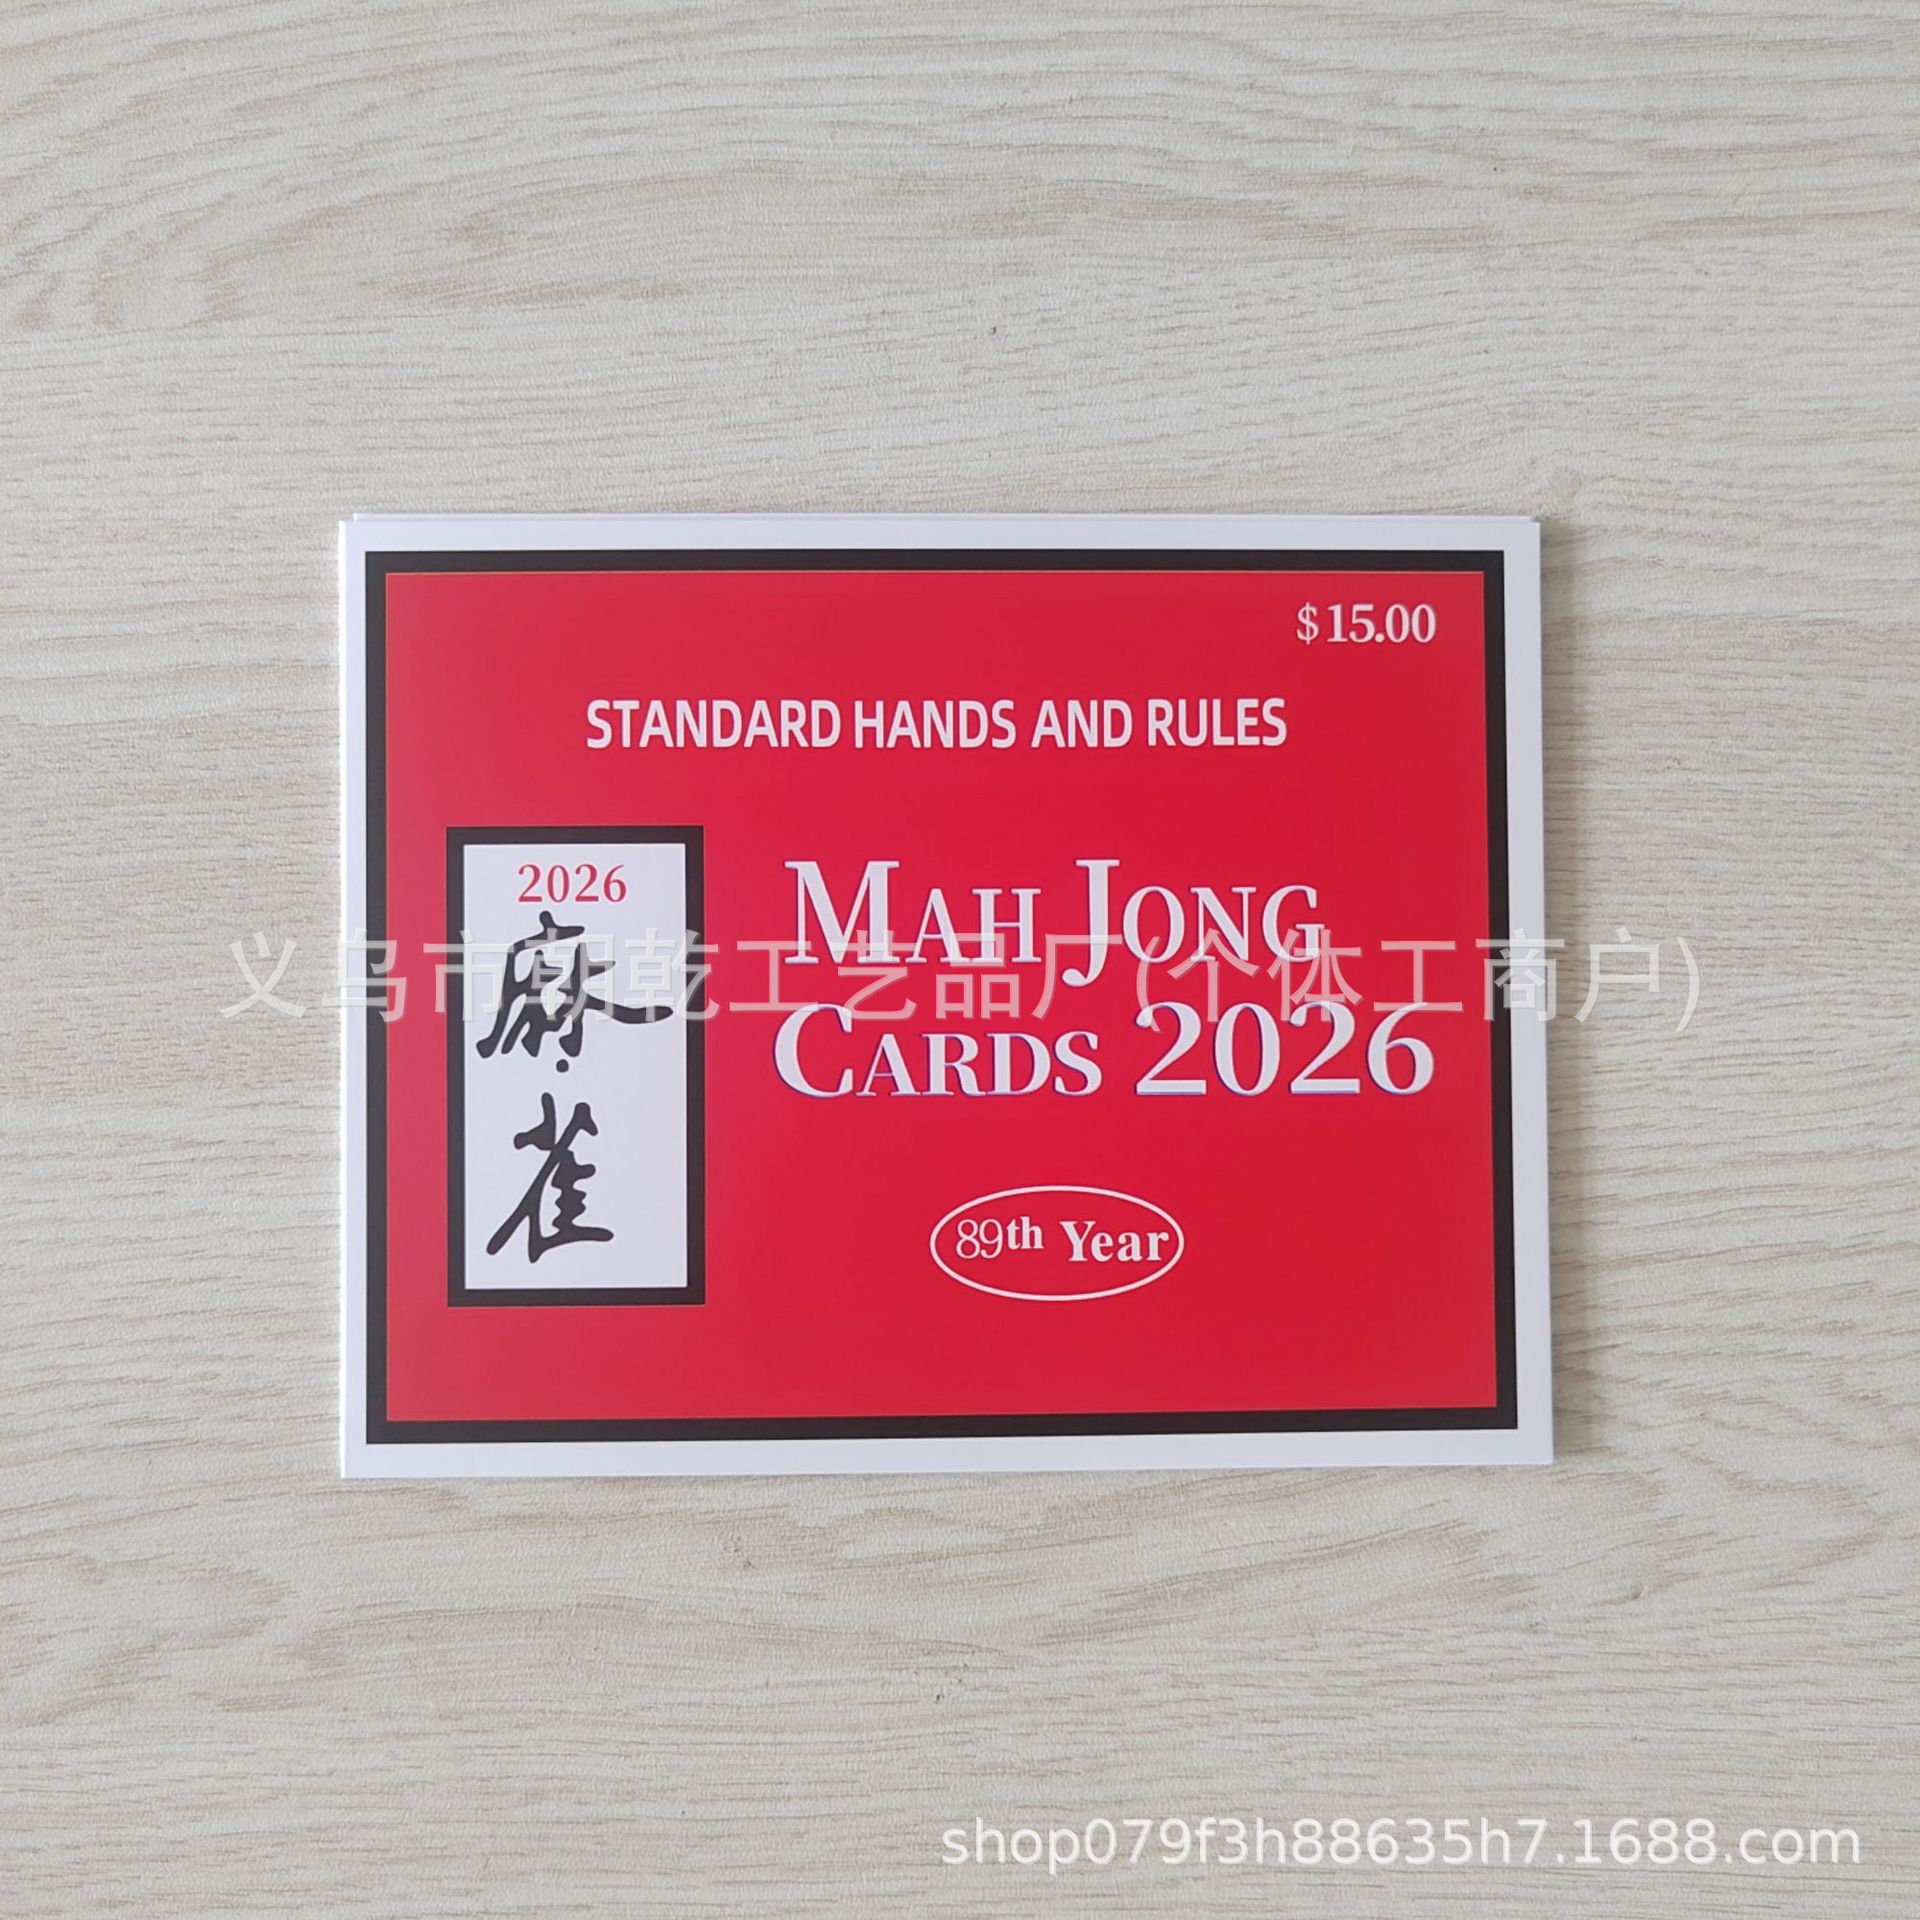 $15.00
STANDARD HANDS AND RULES
2026
麻
雀
MAH JONG
CARDS 2026
89th Year
义乌市朝乾工艺品厂(个体工商户)
shop079f3h88635h7.1688.com